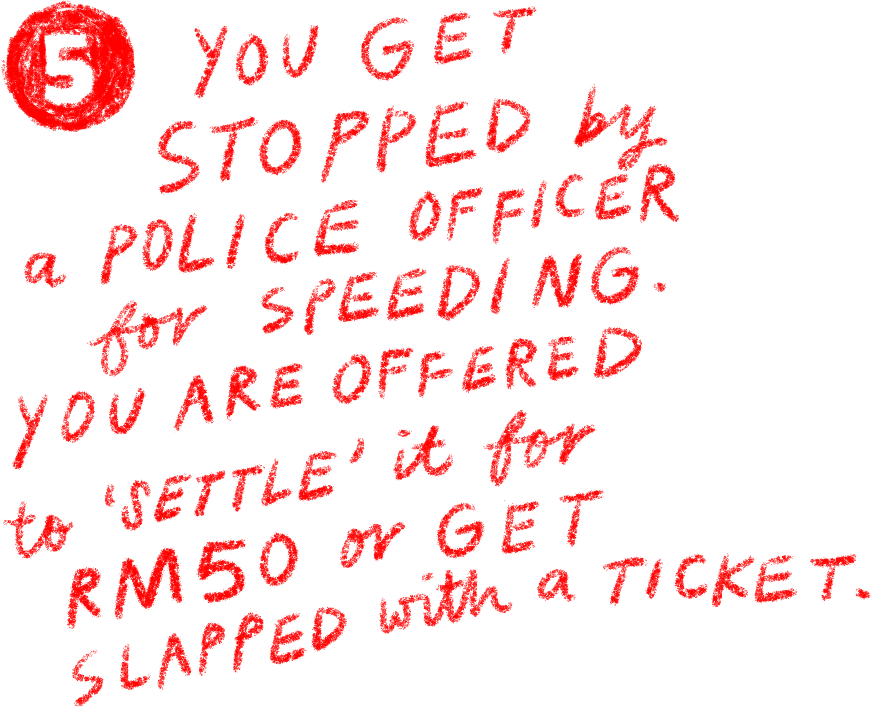 5 YOU GET
STOPPED by
a POLICE OFFICER
for SPEEDING.
YOU ARE OFFERED
to 'SETTLE' it for
RM50 or GET
SLAPPED with a TICKET.